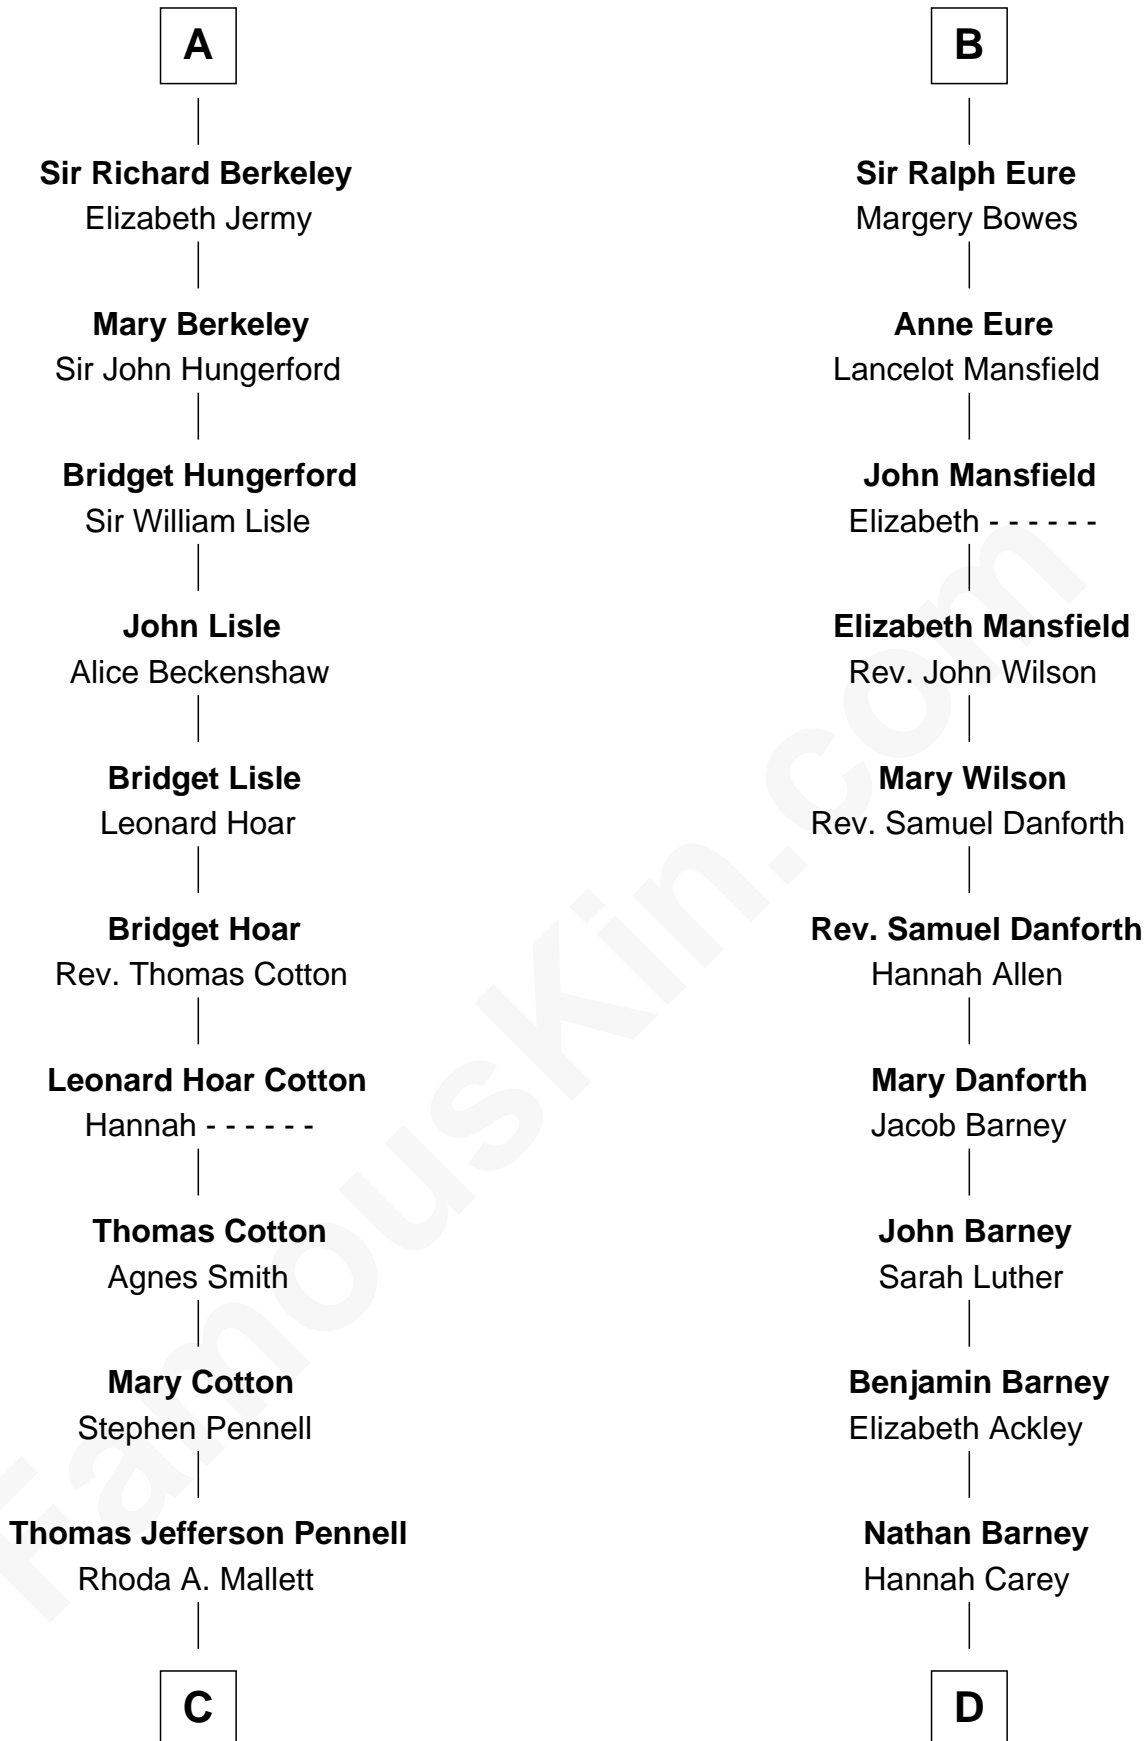 A
Sir Richard Berkeley
Elizabeth Jermy
Mary Berkeley
Sir John Hungerford
Bridget Hungerford
Sir William Lisle
John Lisle
Alice Beckenshaw
Bridget Lisle
Leonard Hoar
Bridget Hoar
Rev. Thomas Cotton
Leonard Hoar Cotton
Hannah - - - - - -
Thomas Cotton
Agnes Smith
Mary Cotton
Stephen Pennell
Thomas Jefferson Pennell
Rhoda A. Mallett
C
B
Sir Ralph Eure
Margery Bowes
Anne Eure
Lancelot Mansfield
John Mansfield
Elizabeth - - - - - -
Elizabeth Mansfield
Rev. John Wilson
Mary Wilson
Rev. Samuel Danforth
Rev. Samuel Danforth
Hannah Allen
Mary Danforth
Jacob Barney
John Barney
Sarah Luther
Benjamin Barney
Elizabeth Ackley
Nathan Barney
Hannah Carey
D
FamousKin.com